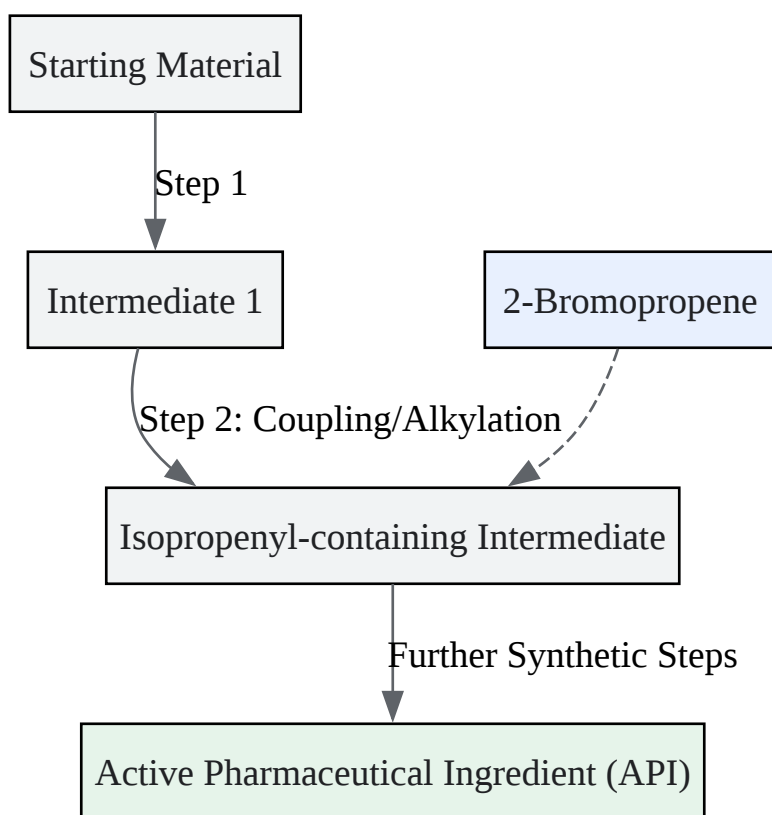 Starting Material
Step 1
Intermediate 1
2-Bromopropene
Step 2: Coupling/Alkylation
Isopropenyl-containing Intermediate
Further Synthetic Steps
Active Pharmaceutical Ingredient (API)